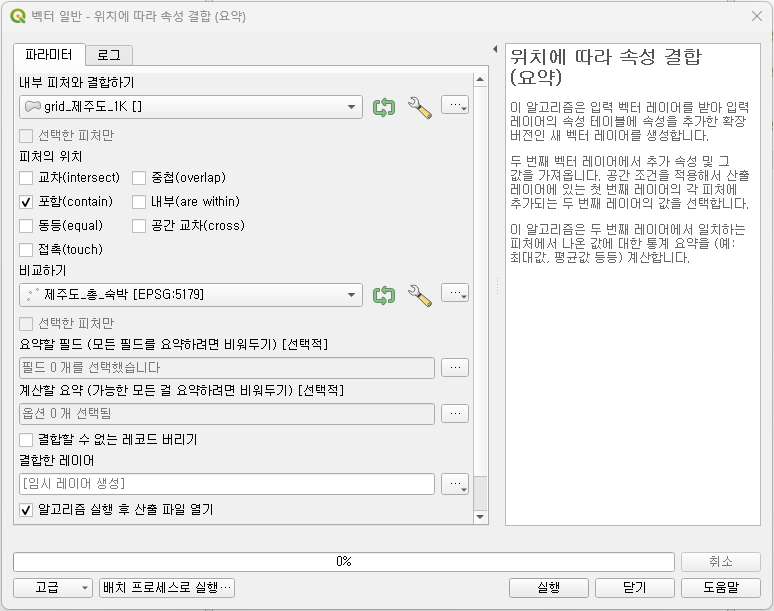 벡터 일반 - 위치에 따라 속성 결합 (요약)
파라미터
로그
내부 피처와 결합하기
grid_제주도_1K []
선택한 피처만
피처의 위치
교차(intersect)
중첩(overlap)
포함(contain)
내부(are within)
동등(equal)
공간 교차(cross)
접촉(touch)
비교하기
제주도_총_숙박 [EPSG:5179]
선택한 피처만
요약할 필드 (모든 필드를 요약하려면 비워두기) [선택적]
필드 0개를 선택했습니다
계산할 요약 (가능한 모든 걸 요약하려면 비워두기) [선택적]
옵션 0개 선택됨
결합할 수 없는 레코드 버리기
결합한 레이어
[임시 레이어 생성]
알고리즘 실행 후 산출 파일 열기
위치에 따라 속성 결합
(요약)
이 알고리즘은 입력 벡터 레이어를 받아 입력
레이어의 속성 테이블에 속성을 추가한 확장
버전인 새 벡터 레이어를 생성합니다.
두 번째 벡터 레이어에서 추가 속성 및 그
값을 가져옵니다. 공간 조건을 적용해서 산출
레이어에 있는 첫 번째 레이어의 각 피처에
추가되는 두 번째 레이어의 값을 선택합니다.
이 알고리즘은 두 번째 레이어에서 일치하는
피처에서 나온 값에 대한 통계 요약을 (예:
최대값, 평균값 등등) 계산합니다.
0%
취소
고급
배치 프로세스로 실행…
실행
닫기
도움말